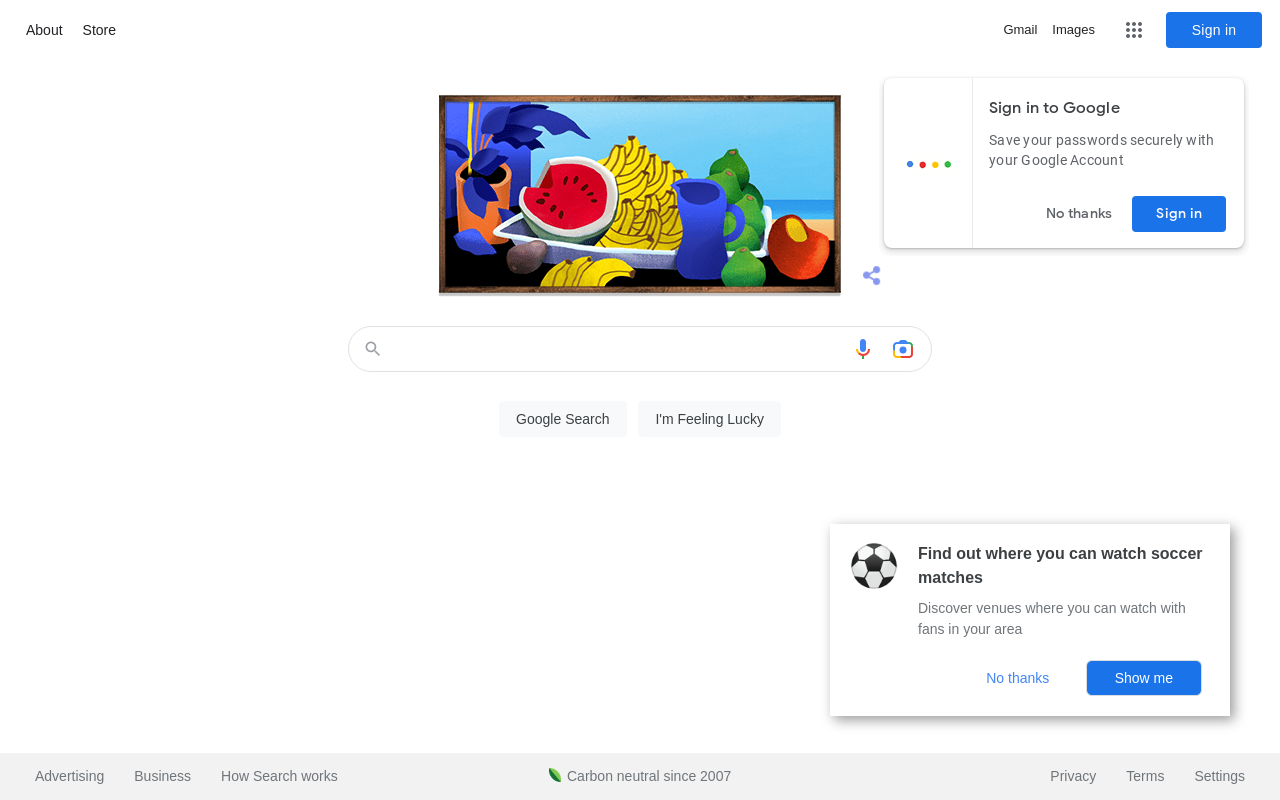 About Store
Gmail Images Sign in
Sign in to Google
Save your passwords securely with
your Google Account
No thanks Sign in
Google Search I'm Feeling Lucky
Find out where you can watch soccer
matches
Discover venues where you can watch with
fans in your area
No thanks Show me
Advertising Business How Search works
Carbon neutral since 2007
Privacy Terms Settings